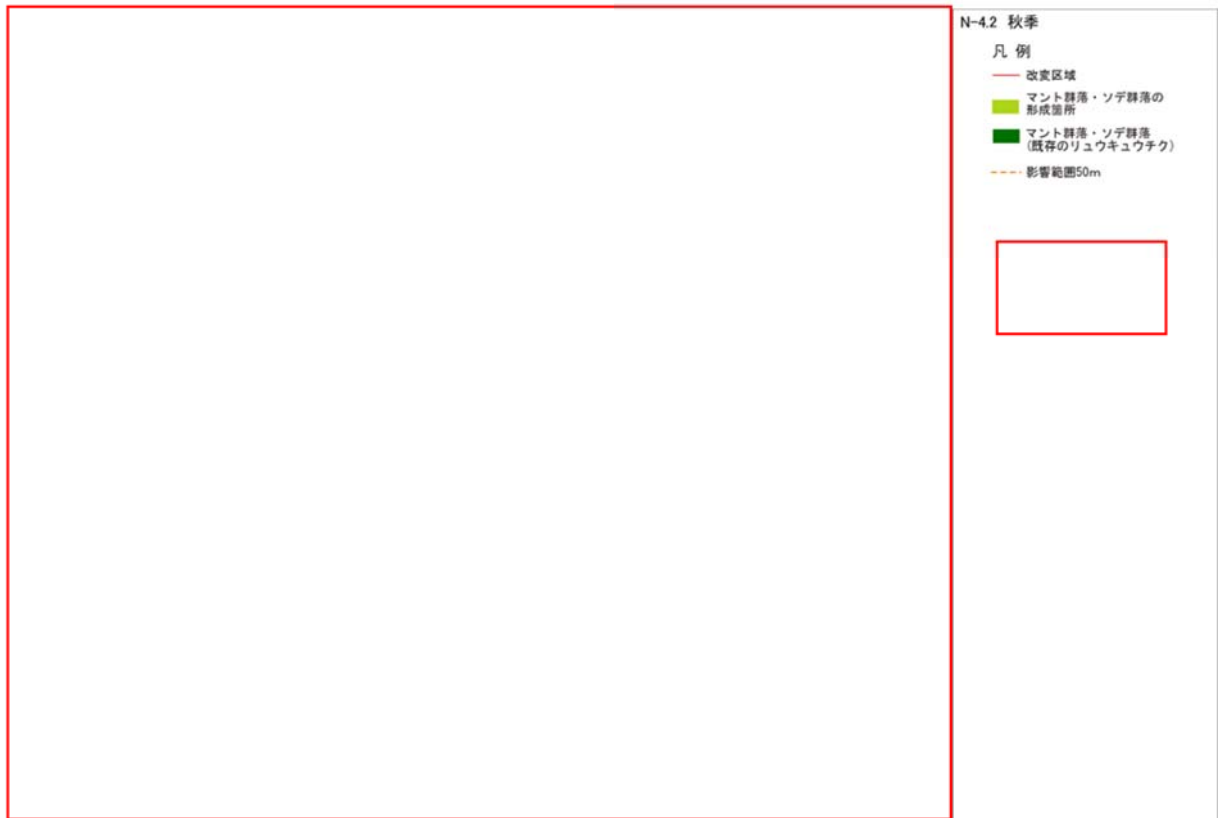 N-4.2 秋季
凡 例
改変区域
マント群落・ソデ群落の
形成箇所
マント群落・ソデ群落
(既存のリュウキュウチク)
影響範囲50m